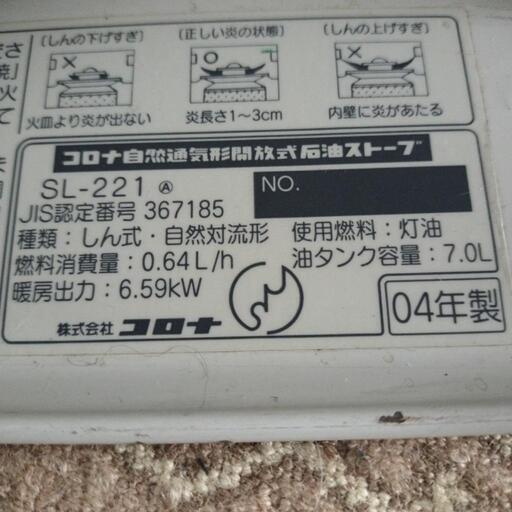 (しんの下げすぎ)
(正しい炎の状態)
(しんの上げすぎ)
火皿より炎が出ない
炎長さ1~3cm
内壁に炎があたる
コロナ自然通気形開放式石油ストーブ
SL-221 Ⓐ
NO.
JIS認定番号 367185
種類:しん式・自然対流形 使用燃料:灯油
燃料消費量:0.64L/h 油タンク容量:7.0L
暖房出力:6.59kW
株式会社 コロナ
04年製